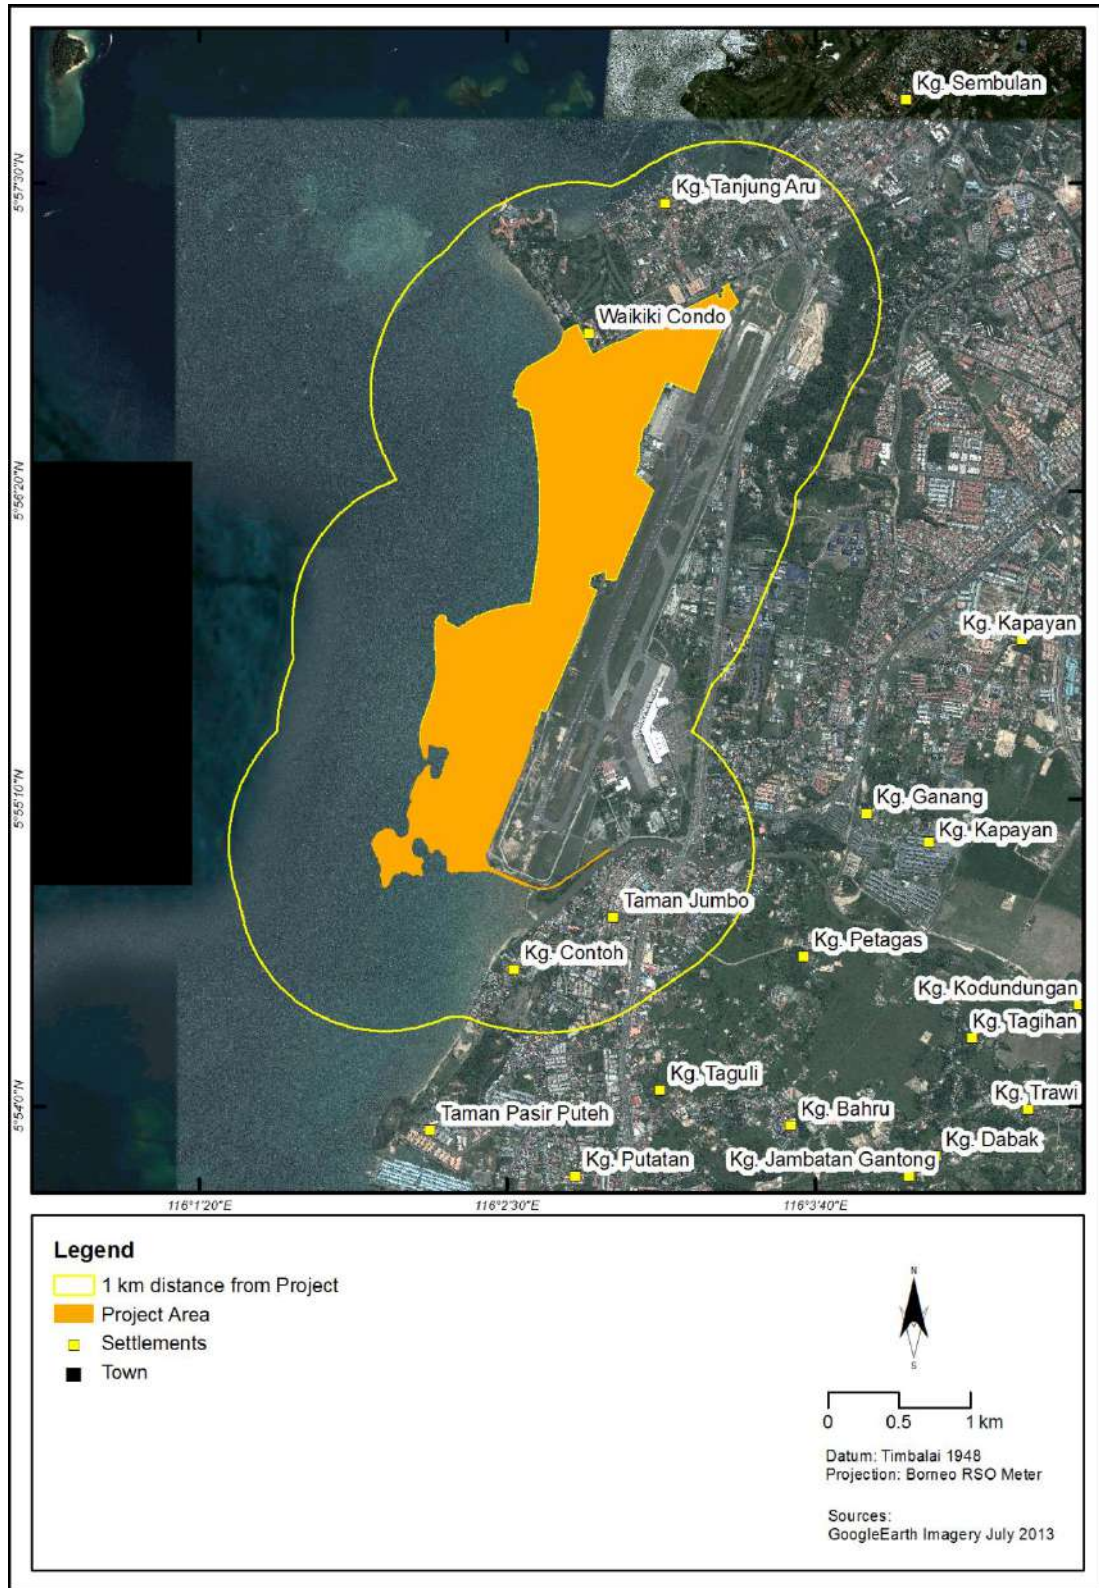 Kg. Sembulan
5°57'30"N
Kg. Tanjung Aru
Waikiki Condo
5°56'20"N
Kg. Kapayan
5°55'10"N
Kg. Ganang
Kg. Kapayan
Taman Jumbo
Kg. Petagas
Kg. Contoh
Kg. Kodundungan
Kg. Tagihan
Kg. Taguli
Kg. Trawi
5°54'0"N
Taman Pasir Puteh
Kg. Bahru
Kg. Dabak
Kg. Putatan
Kg. Jambatan Gantong
116°1'20"E
116°2'30"E
116°3'40"E
Legend
1 km distance from Project
Project Area
Settlements
Town
N
S
0 0.5 1 km
Datum: Timbalai 1948
Projection: Borneo RSO Meter
Sources:
GoogleEarth Imagery July 2013